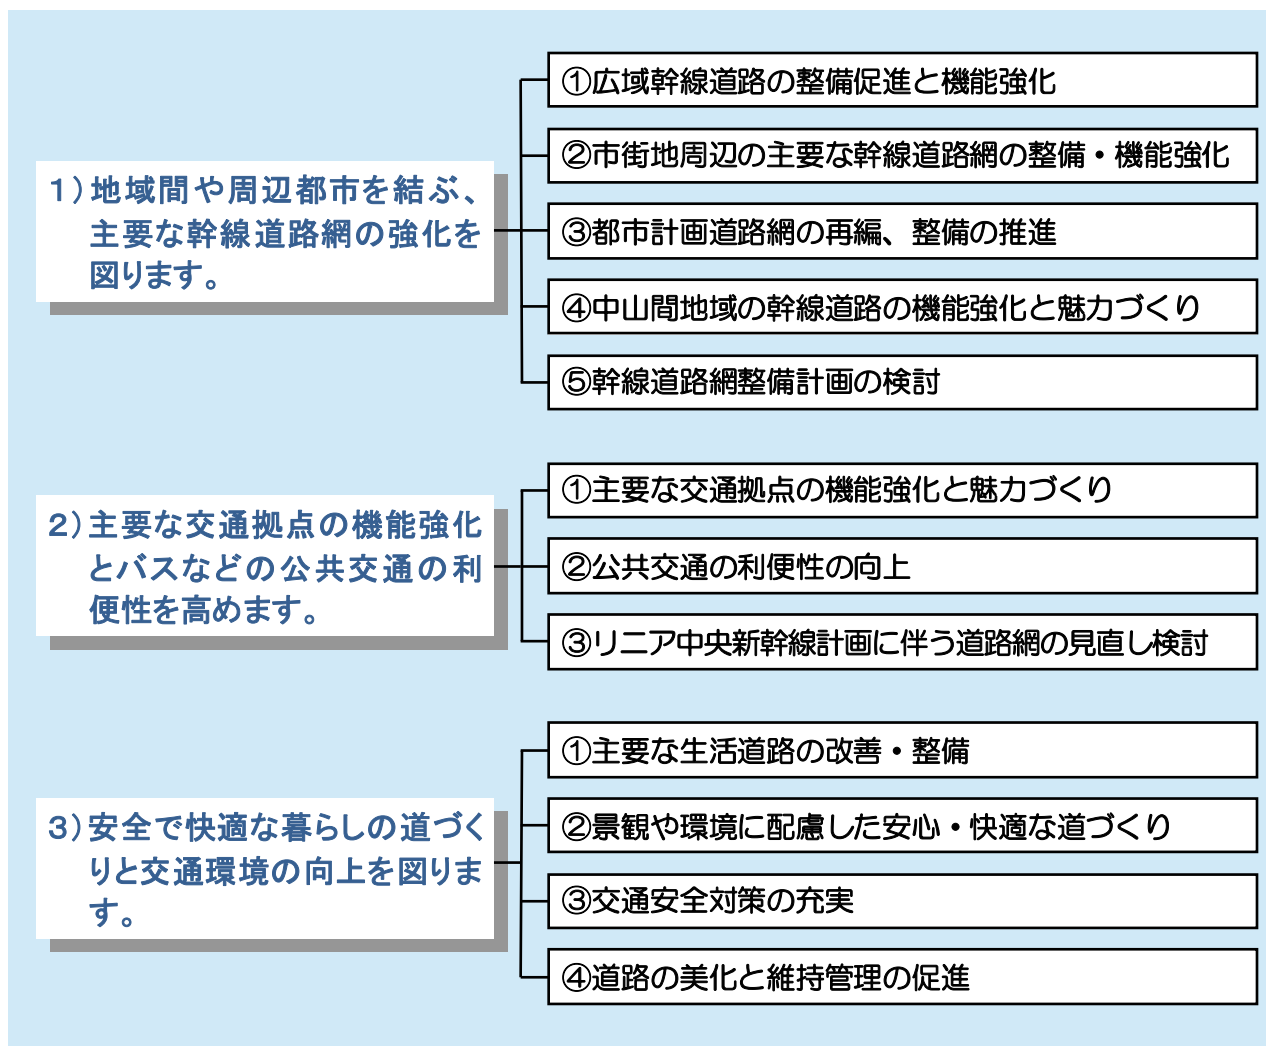 1）地域間や周辺都市を結ぶ、
主要な幹線道路網の強化を
図ります。
①広域幹線道路の整備促進と機能強化
②市街地周辺の主要な幹線道路網の整備・機能強化
③都市計画道路網の再編、整備の推進
④中山間地域の幹線道路の機能強化と魅力づくり
⑤幹線道路網整備計画の検討
2）主要な交通拠点の機能強化
とバスなどの公共交通の利
便性を高めます。
①主要な交通拠点の機能強化と魅力づくり
②公共交通の利便性の向上
③リニア中央新幹線計画に伴う道路網の見直し検討
3）安全で快適な暮らしの道づく
りと交通環境の向上を図りま
す。
①主要な生活道路の改善・整備
②景観や環境に配慮した安心・快適な道づくり
③交通安全対策の充実
④道路の美化と維持管理の促進